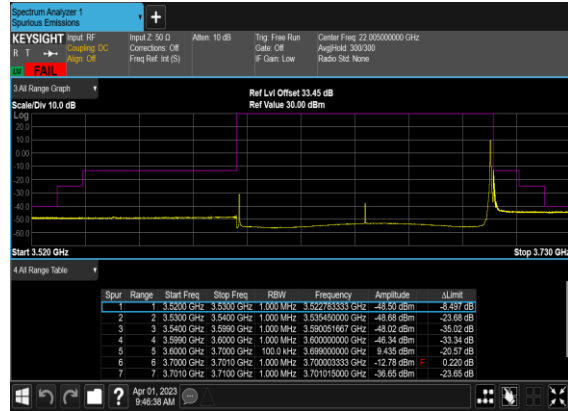 Spectrum Analyzer 1
Spurious Emissions
+
KEYSIGHT Input: RF Input Z: 50 Ω Atten: 10 dB Trig: Free Run Center Freq: 22.005000000 GHz
R T Coupling: DC Corrections: Off Gate: Off Avg|Hold: 300/300
Align: Off Freq Ref: Int (S) IF Gain: Low Radio Std: None
LW FAIL
3 All Range Graph
Ref Lvl Offset 33.45 dB
Scale/Div 10.0 dB Ref Value 30.00 dBm
Log
20.0
10.0
0.00
-10.0
-20.0
-30.0
-40.0
-50.0
-60.0
Start 3.520 GHz Stop 3.730 GHz
4 All Range Table
Spur Range Start Freq Stop Freq RBW Frequency Amplitude ΔLimit
1 1 3.5200 GHz 3.5300 GHz 1.000 MHz 3.522783333 GHz -48.50 dBm -8.497 dB
2 2 3.5300 GHz 3.5400 GHz 1.000 MHz 3.535450000 GHz -48.68 dBm -23.68 dB
3 3 3.5400 GHz 3.5990 GHz 1.000 MHz 3.590051667 GHz -48.02 dBm -35.02 dB
4 4 3.5990 GHz 3.6000 GHz 1.000 MHz 3.600000000 GHz -46.34 dBm -33.34 dB
5 5 3.6000 GHz 3.7000 GHz 100.0 kHz 3.699000000 GHz 9.435 dBm -20.57 dB
6 6 3.7000 GHz 3.7010 GHz 1.000 MHz 3.700003333 GHz -12.78 dBm F 0.220 dB
7 7 3.7010 GHz 3.7100 GHz 1.000 MHz 3.701015000 GHz -36.65 dBm -23.65 dB
? Apr 01, 2023
9:46:38 AM